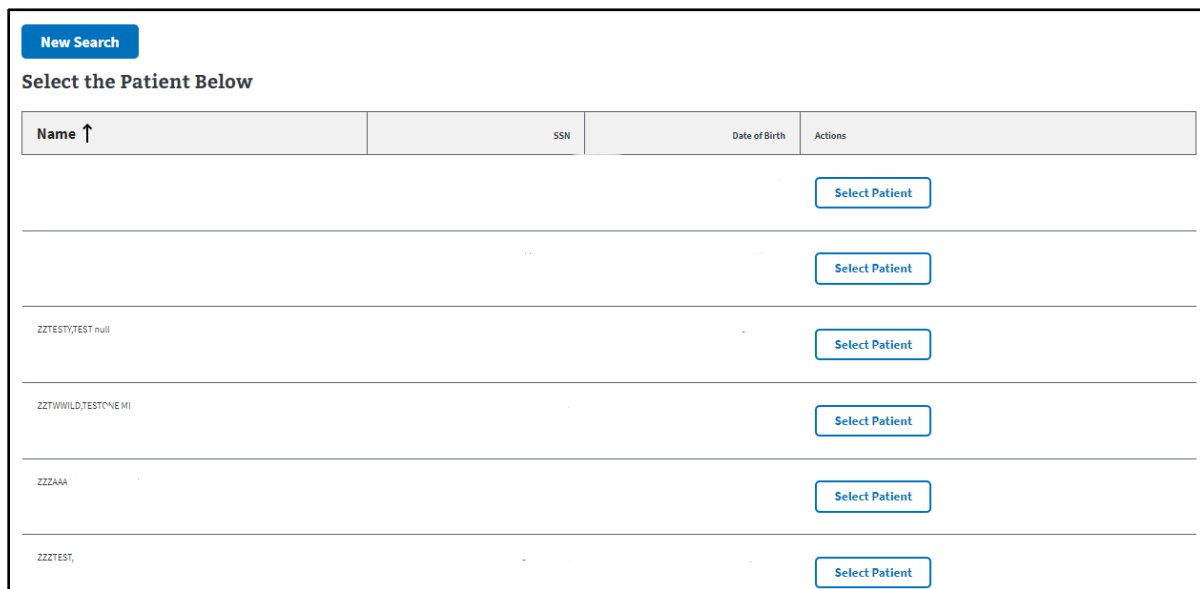 New Search
Select the Patient Below
Name ↑ SSN Date of Birth Actions
Select Patient
Select Patient
ZZTESTY,TEST null Select Patient
ZZTWWILD,TESTONE MI Select Patient
ZZZAAA Select Patient
ZZZTEST, Select Patient